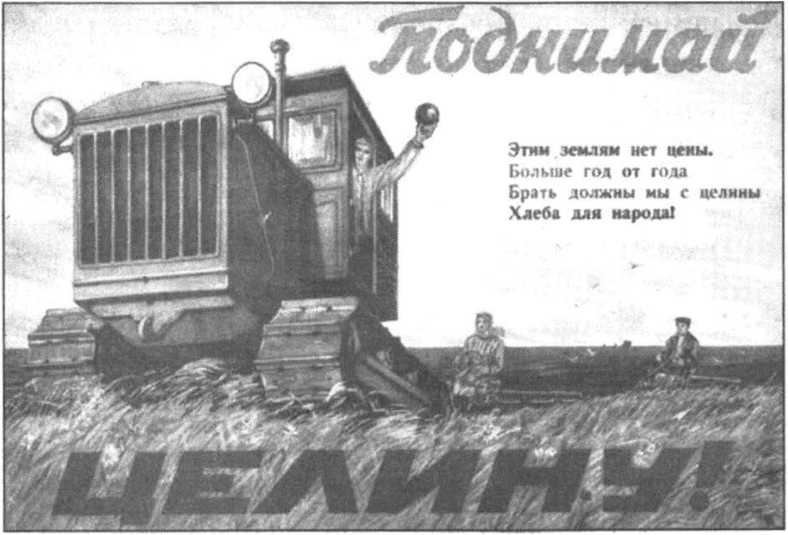 Поднимай
Этим землям нет цены.
Больше год от года
Брать должны мы с целины
Хлеба для народа!
ЦЕЛИНУ!